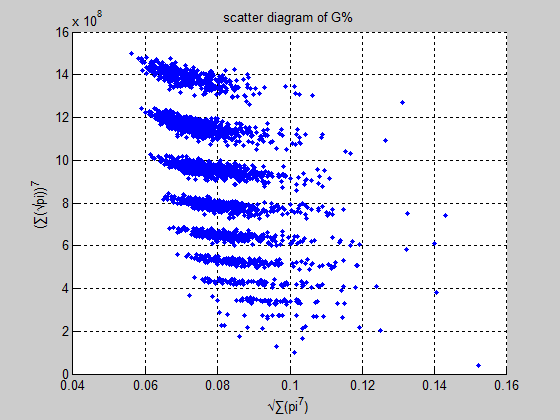 scatter diagram of G%
x 10^8
16
14
12
10
8
6
4
2
0
(∑(√pi))^7
0.04 0.06 0.08 0.1 0.12 0.14 0.16
√∑(pi^7)